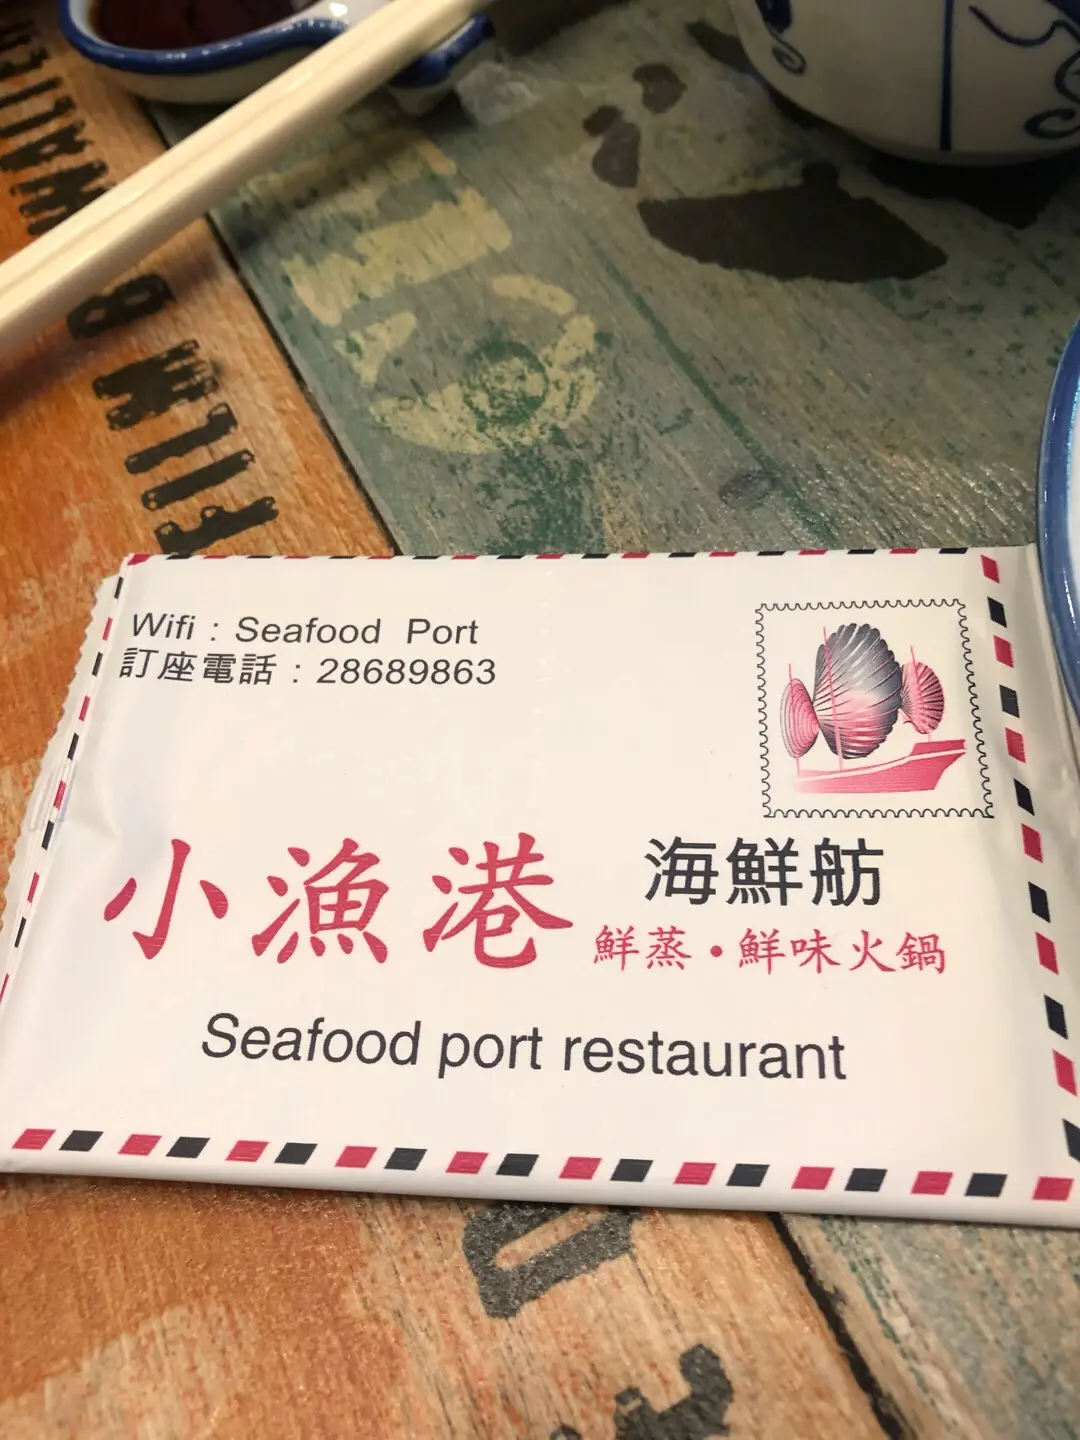 Wifi : Seafood Port
訂座電話 : 28689863
小漁港
海鮮舫
鮮蒸・鮮味火鍋
Seafood port restaurant